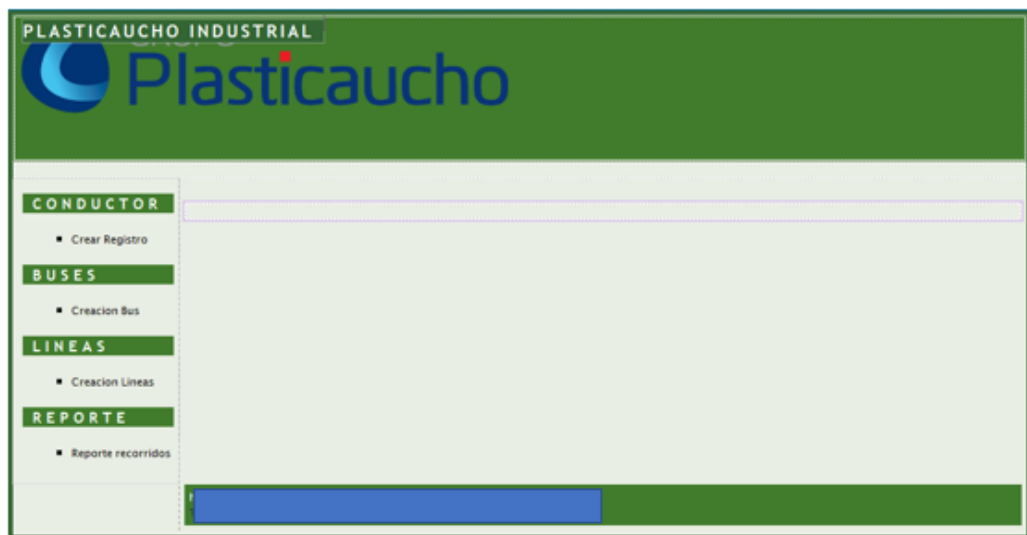 PLASTICAUCHO INDUSTRIAL
Plasticaucho
CONDUCTOR
Crear Registro
BUSES
Creacion Bus
LINEAS
Creacion Lineas
REPORTE
Reporte recorridos